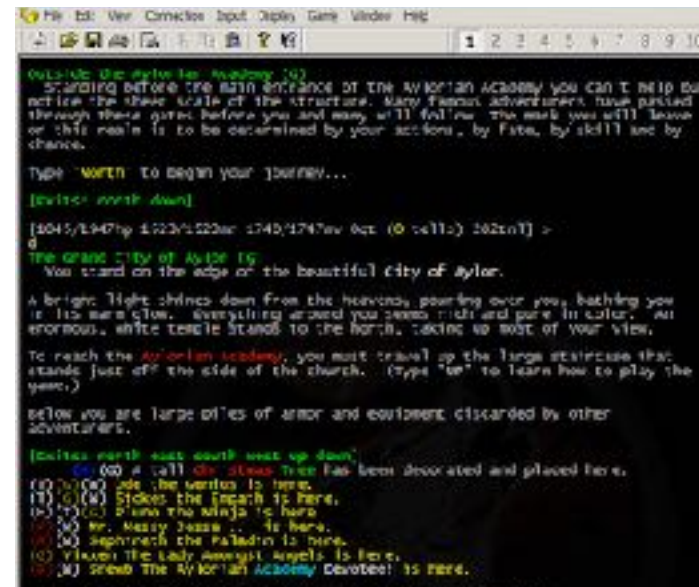 File Edit View Connection Input Display Game Window Help
1 2 3 4 5 6 7 8 9 10
Outside the Aylorian Academy (G)
Standing before the main entrance of the Aylorian Academy you can't help but
notice the sheer scale of the structure. Many famous adventurers have passed
through these gates before you and many will follow. The mark you will leave
on this realm is to be determined by your actions, by fate, by skill and by
chance.
Type 'North' to begin your journey...
[Exits: north down]
d
The Grand City of Aylor (G)
You stand on the edge of the beautiful City of Aylor.
A bright light shines down from the heavens, pouring over you, bathing you
in its warm glow. Everything around you seems rich and pure in color. An
enormous, white temple stands to the north, taking up most of your view.
To reach the Aylorian Academy, you must travel up the large staircase that
stands just off the side of the church. (Type "UP" to learn how to play the
game.)
Below you are large piles of armor and equipment discarded by other
adventurers.
[Exits: north east south west up down]
A tall Christmas Tree has been decorated and placed here.
is here.
the Empath is here.
the Ninja is here
Mr. Messy is here.
Sephireth the Paladin is here.
The Lady Amongst Angels is here.
The Aylorian Academy Devotee! is here.